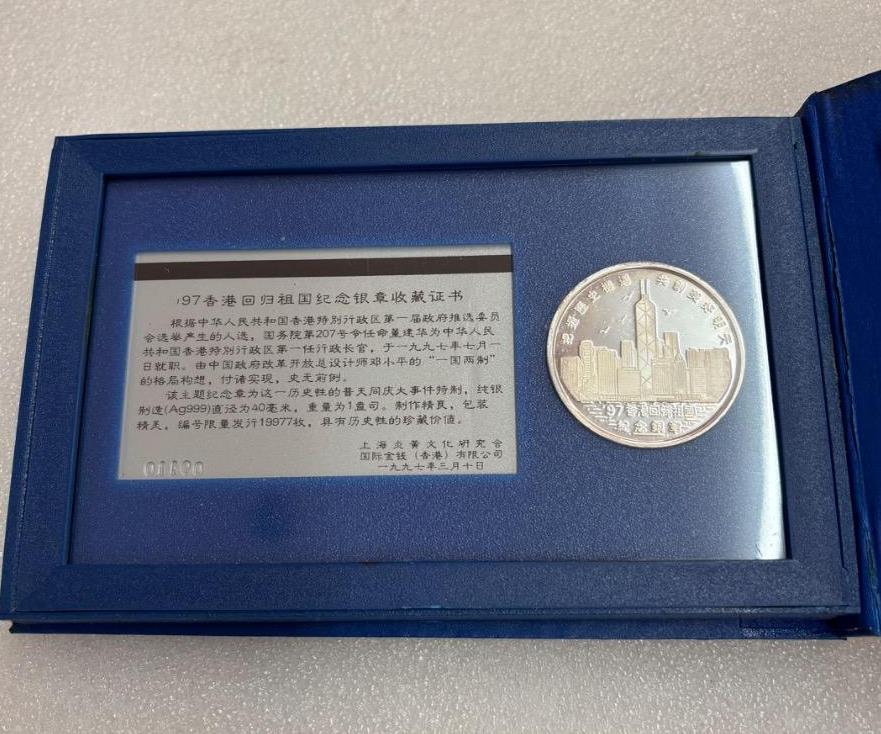 '97香港回归祖国纪念银章收藏证书
根据中华人民共和国香港特别行政区第一届政府推选委员
会选举产生的人选，国务院第207号令任命董建华为中华人民
共和国香港特别行政区第一任行政长官，于一九九七年七月一
日就职。由中国政府改革开放总设计师邓小平的“一国两制”
的格局构想，付诸实现，史无前例。
该主题纪念章为这一历史性的普天同庆大事件特制，纯银
制造(Ag999)直径为40毫米，重量为1盎司。制作精良，包装
精美，编号限量发行19977枚，具有历史性的珍藏价值。
上海炎黄文化研究会
国际金钱（香港）有限公司
一九九七年三月十日
共創美好明天
'97香港回歸祖國
紀念銀章